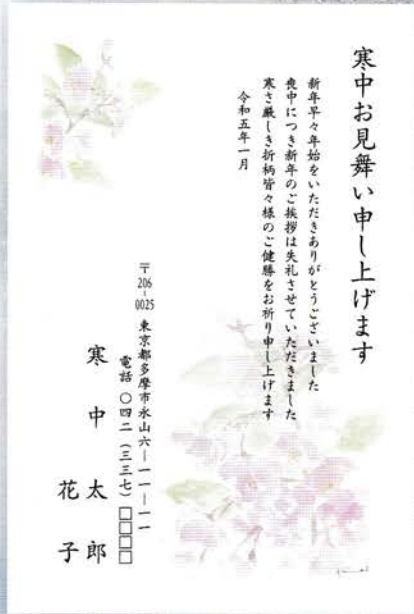 寒中お見舞い申し上げます
新年早々年始をいただきありがとうございました
喪中につき新年のご挨拶は失礼させていただきました
寒さ厳しき折柄皆々様のご健勝をお祈り申し上げます
令和五年一月
〒206-0025 東京都多摩市永山六ー一一ー一一
電話 〇四二(三三七)□□□□
寒中太郎
花子